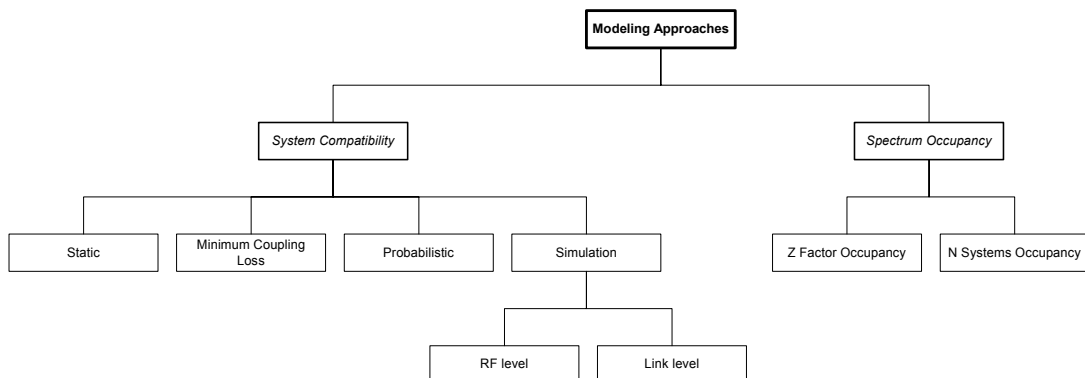 Modeling Approaches
System Compatibility
Spectrum Occupancy
Static
Minimum Coupling
Loss
Probabilistic
Simulation
Z Factor Occupancy
N Systems Occupancy
RF level
Link level